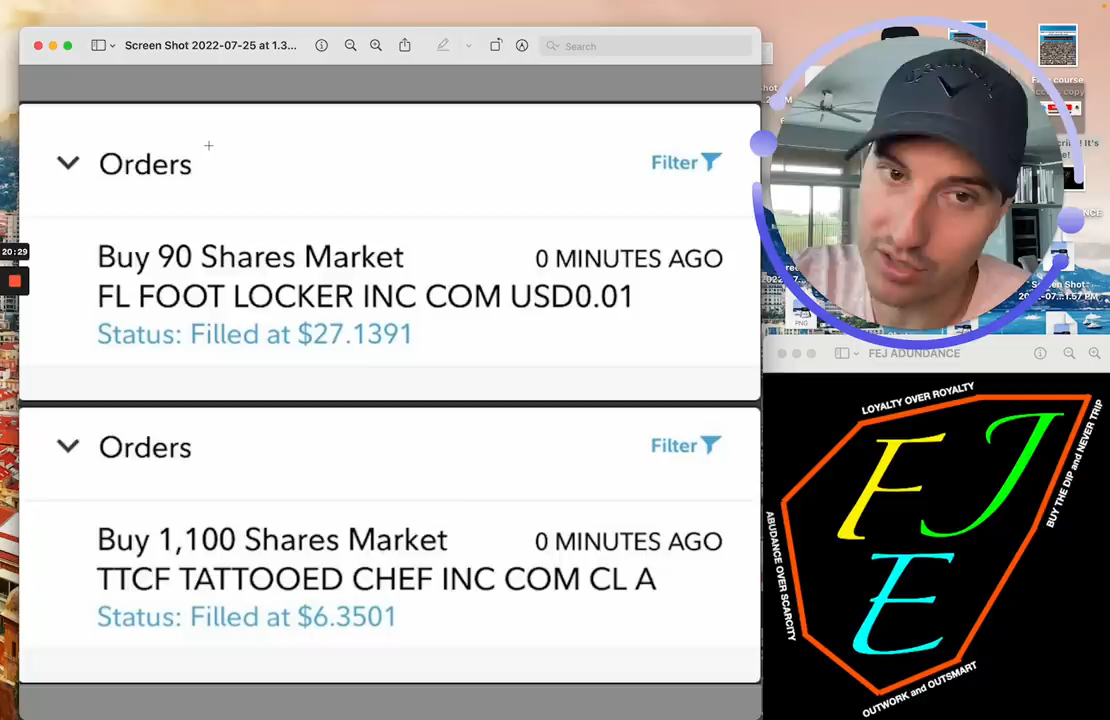 Screen Shot 2022-07-25 at 1.3...
Search
Orders
Filter
Buy 90 Shares Market
0 MINUTES AGO
FL FOOT LOCKER INC COM USD0.01
Status: Filled at $27.1391
Orders
Filter
Buy 1,100 Shares Market
0 MINUTES AGO
TTCF TATTOOED CHEF INC COM CL A
Status: Filled at $6.3501
20:29
Screen Shot
PNG
FEJ ADUNDANCE
LOYALTY OVER ROYALTY
BUY THE DIP and NEVER TRIP
ABUDANCE OVER SCARCITY
OUTWORK and OUTSMART
F J
E